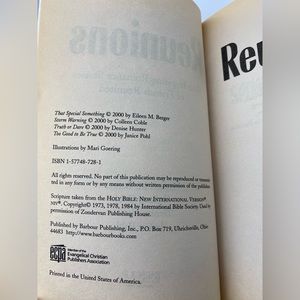 Reunions
Reu
That Special Something © 2000 by Eileen M. Berger
Storm Warning © 2000 by Colleen Coble
Truth or Dare © 2000 by Denise Hunter
Too Good to Be True © 2000 by Janice Pohl
Illustrations by Mari Goering
ISBN 1-57748-728-1
All rights reserved. No part of this publication may be reproduced or transmitted
in any form or by any means without written permission of the publisher.
Scripture taken from the HOLY BIBLE: NEW INTERNATIONAL VERSION®.
NIV®. Copyright© 1973, 1978, 1984 by International Bible Society. Used by
permission of Zondervan Publishing House.
Published by Barbour Publishing, Inc., P.O. Box 719, Uhrichsville, Ohio
44683 http://www.barbourbooks.com
ecpa
Member of the
Evangelical Christian
Publishers Association
Printed in the United States of America.